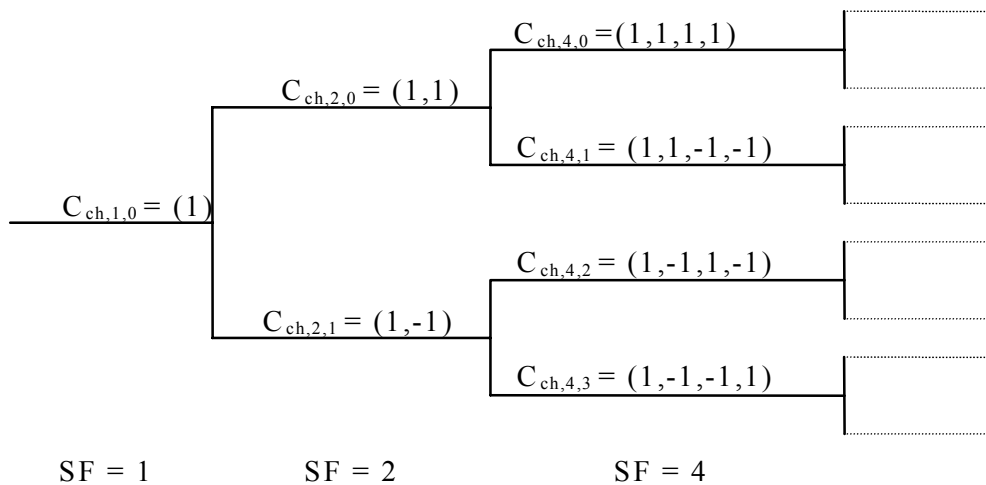 C ch,4,0 =(1,1,1,1)
C ch,2,0 = (1,1)
C ch,4,1 = (1,1,-1,-1)
C ch,1,0 = (1)
C ch,4,2 = (1,-1,1,-1)
C ch,2,1 = (1,-1)
C ch,4,3 = (1,-1,-1,1)
SF = 1 SF = 2 SF = 4